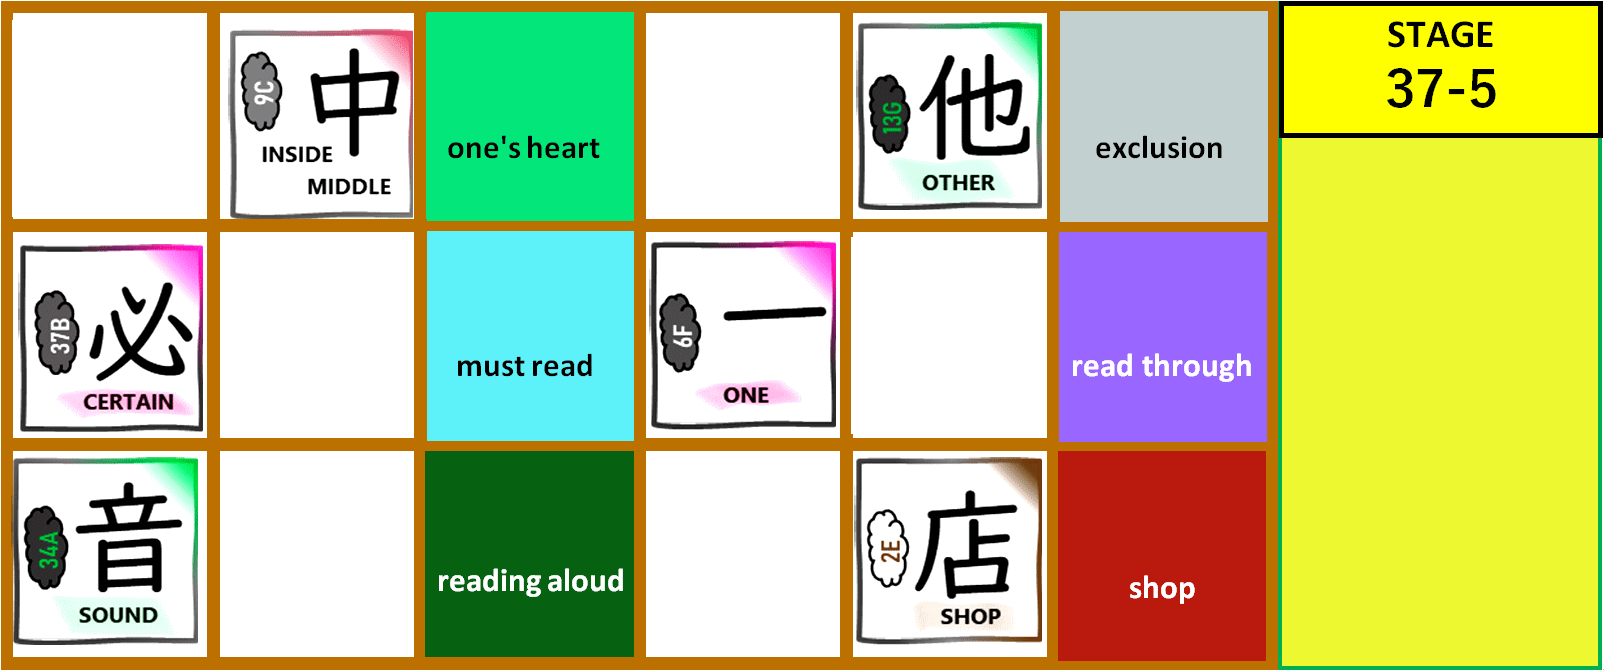 9C
中
INSIDE
MIDDLE
one's heart
13G
他
OTHER
exclusion
STAGE
37-5
37B
必
CERTAIN
must read
6F
一
ONE
read through
34A
音
SOUND
reading aloud
2E
店
SHOP
shop